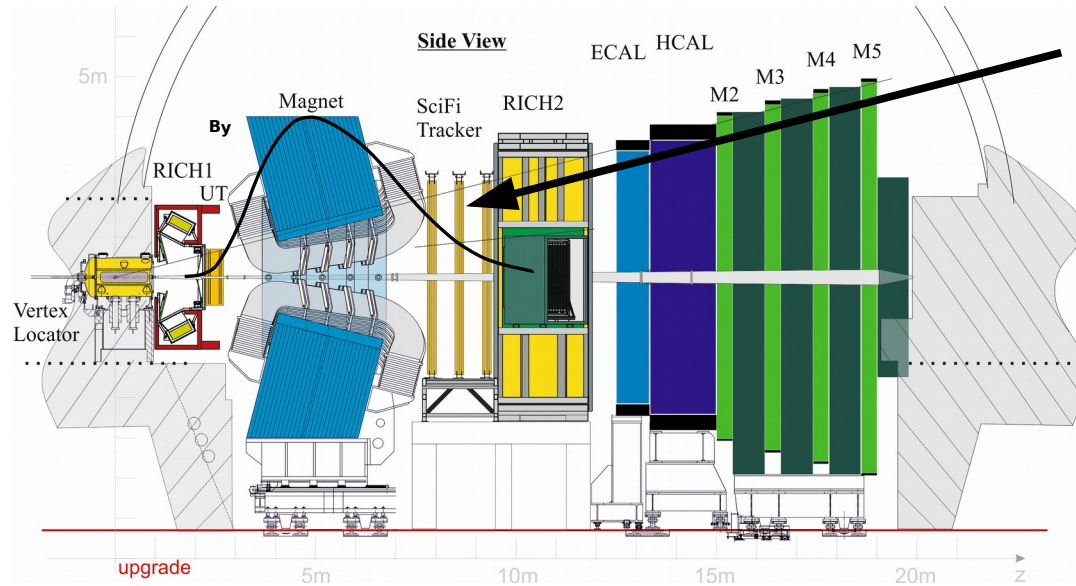 Side View
ECAL
HCAL
M5
M4
M3
M2
5m
Magnet
SciFi
Tracker
RICH2
By
RICH1
UT
Vertex
Locator
upgrade
5m
10m
15m
20m
z